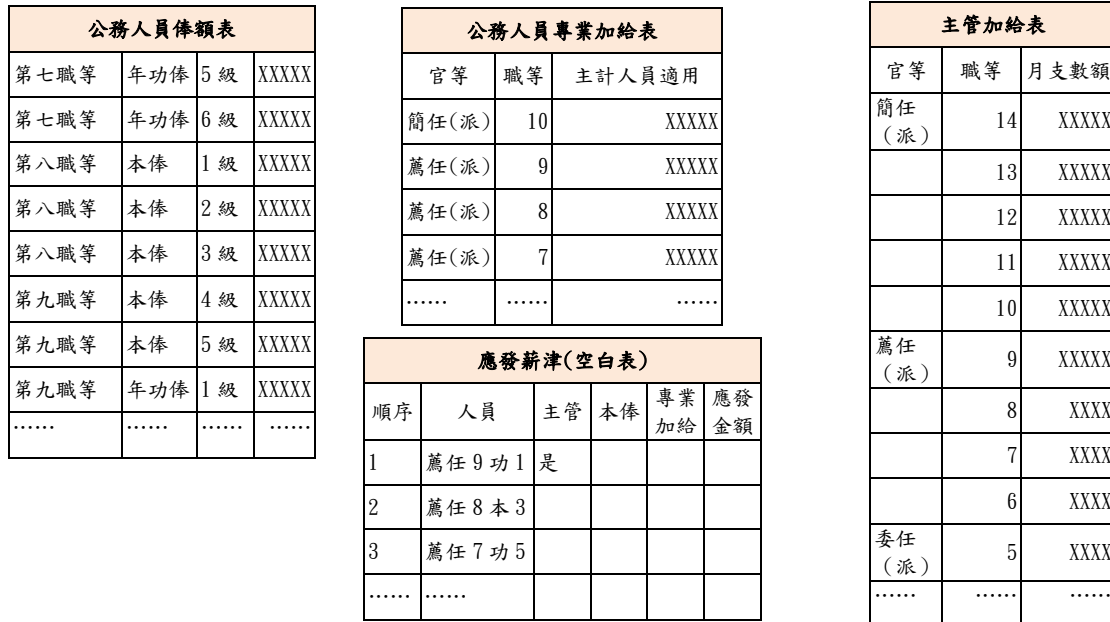 公務人員俸額表
第七職等 年功俸 5 級 XXXXX
第七職等 年功俸 6 級 XXXXX
第八職等 本俸 1 級 XXXXX
第八職等 本俸 2 級 XXXXX
第八職等 本俸 3 級 XXXXX
第九職等 本俸 4 級 XXXXX
第九職等 本俸 5 級 XXXXX
第九職等 年功俸 1 級 XXXXX
…… …… …… ……
公務人員專業加給表
官等 職等 主計人員適用
簡任(派) 10 XXXXX
薦任(派) 9 XXXXX
薦任(派) 8 XXXXX
薦任(派) 7 XXXXX
…… …… ……
應發薪津(空白表)
順序 人員 主管 本俸 專業加給 應發金額
1 薦任 9 功 1 是
2 薦任 8 本 3
3 薦任 7 功 5
…… ……
主管加給表
官等 職等 月支數額
簡任（派） 14 XXXXX
13 XXXXX
12 XXXXX
11 XXXXX
10 XXXXX
薦任（派） 9 XXXXX
8 XXXX
7 XXXX
6 XXXX
委任（派） 5 XXXX
…… …… ……